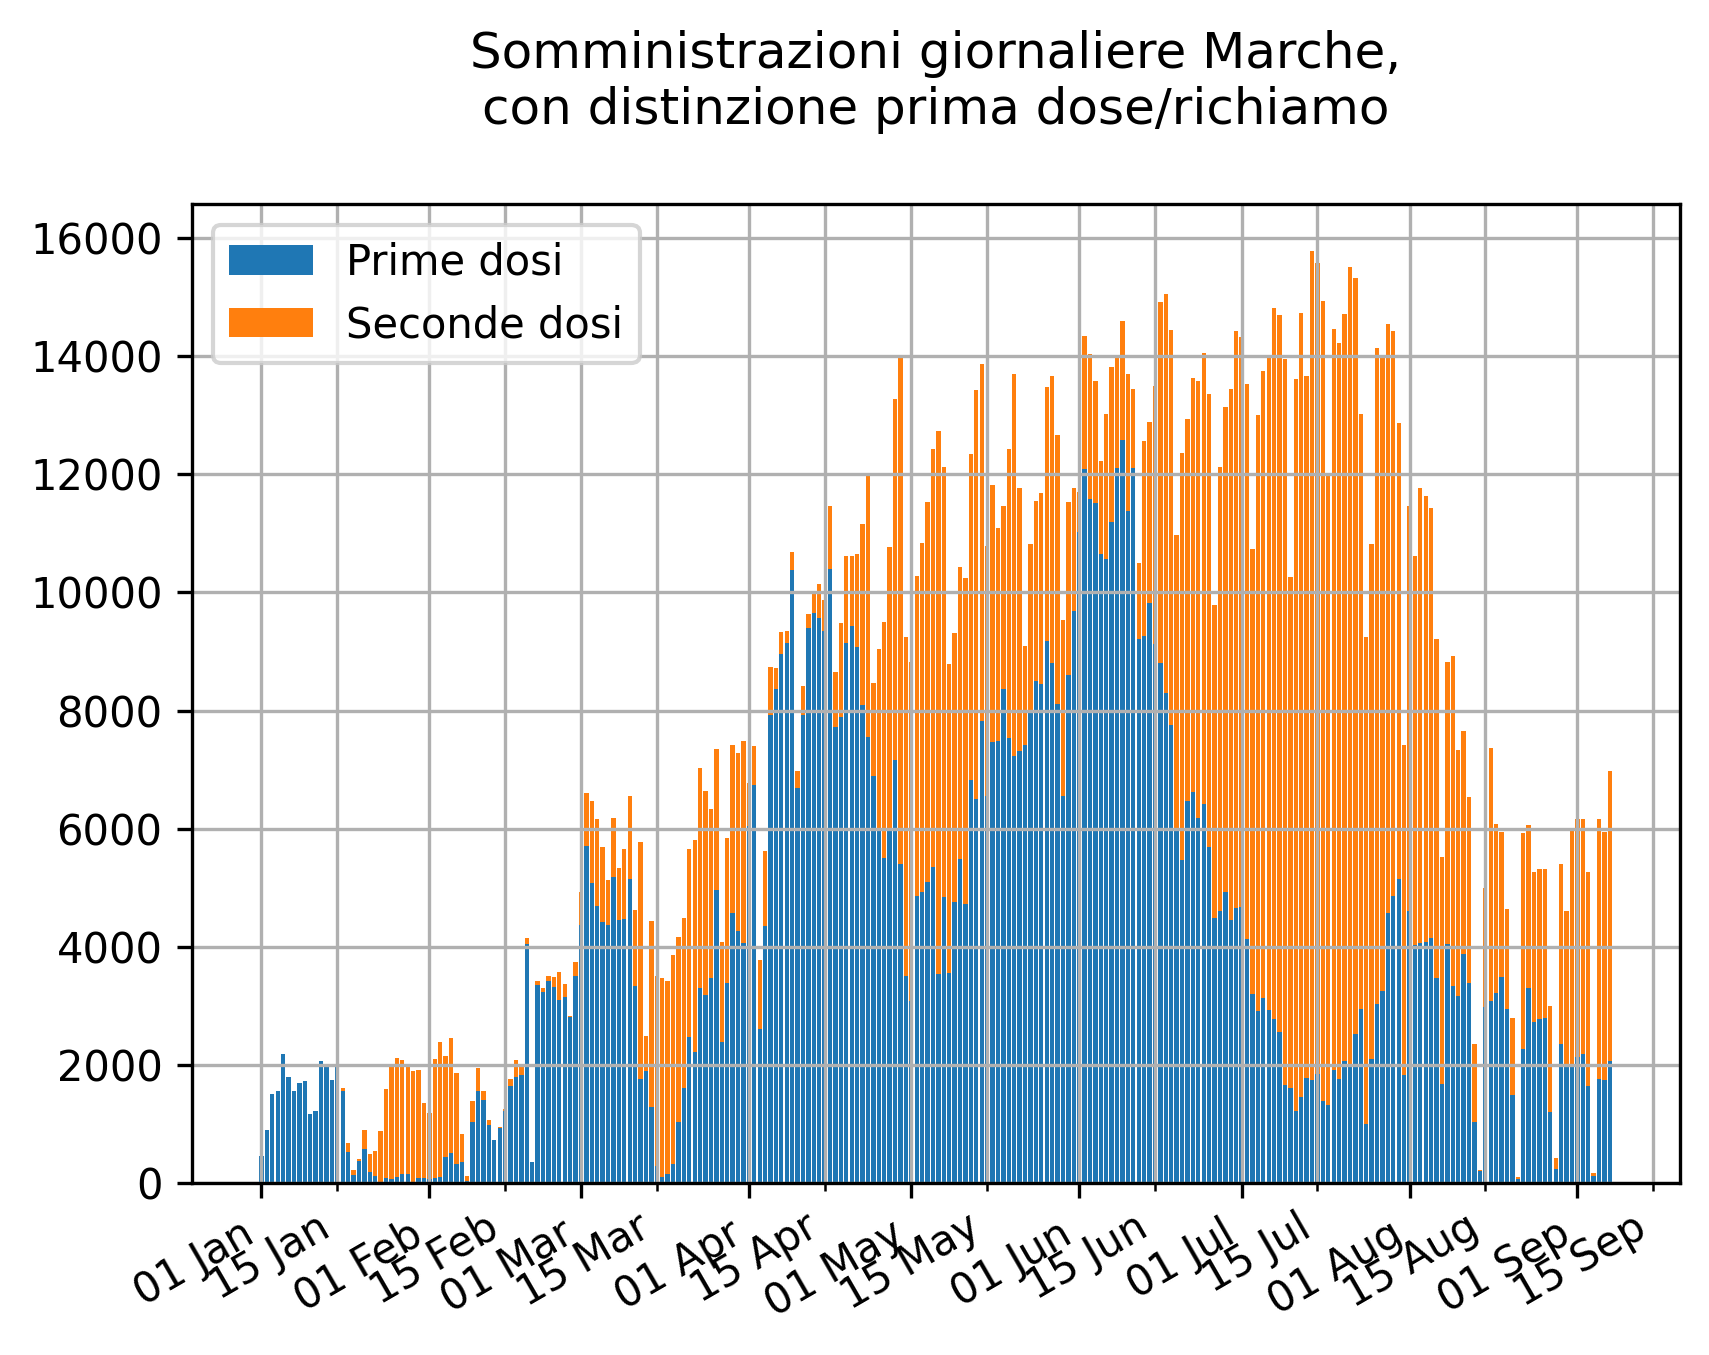 Somministrazioni giornaliere Marche,
con distinzione prima dose/richiamo
16000
14000
12000
10000
8000
6000
4000
2000
0
Prime dosi
Seconde dosi
01 Jan
15 Jan
01 Feb
15 Feb
01 Mar
15 Mar
01 Apr
15 Apr
01 May
15 May
01 Jun
15 Jun
01 Jul
15 Jul
01 Aug
15 Aug
01 Sep
15 Sep